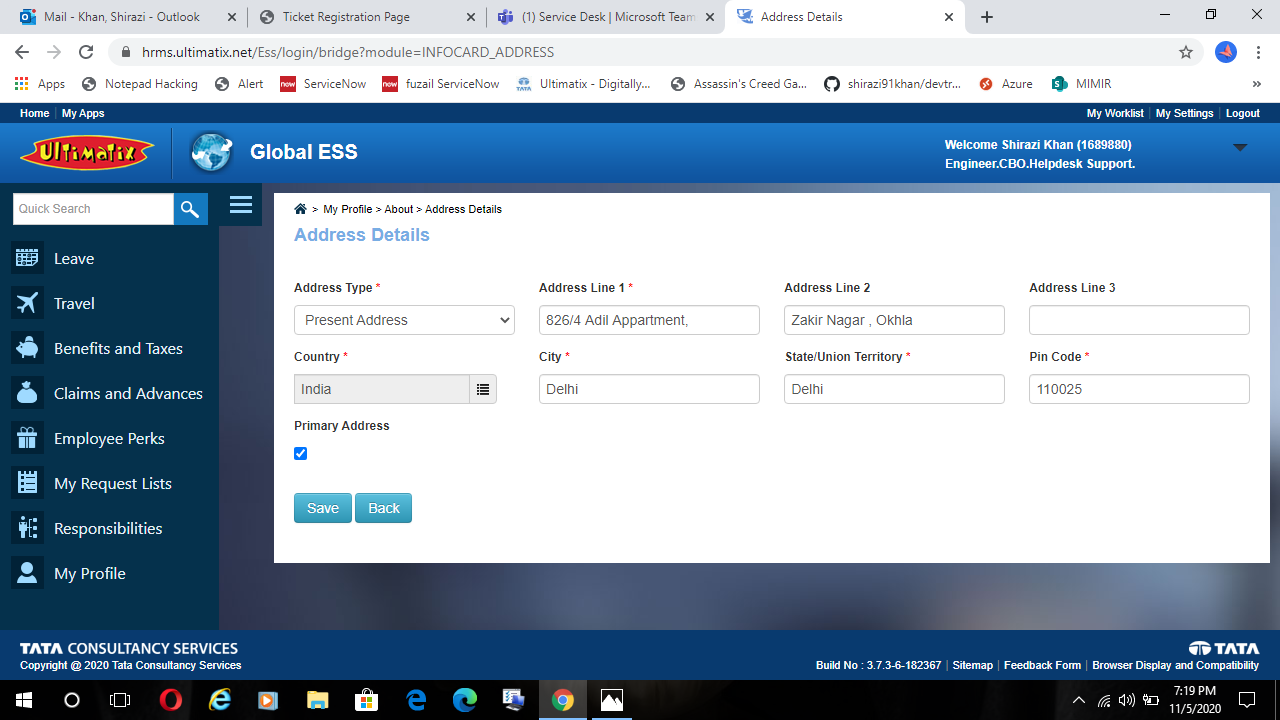 Mail - Khan, Shirazi - Outlook
Ticket Registration Page
(1) Service Desk | Microsoft Team
Address Details
hrms.ultimatix.net/Ess/login/bridge?module=INFOCARD_ADDRESS
Apps
Notepad Hacking
Alert
now ServiceNow
now fuzail ServiceNow
TATA Ultimatix - Digitally...
Assassin's Creed Ga...
shirazi91khan/devtr...
Azure
MIMIR
»
Home | My Apps
My Worklist | My Settings | Logout
Ultimatix
Global ESS
Welcome Shirazi Khan (1689880)
Engineer.CBO.Helpdesk Support.
Quick Search
Leave
Travel
Benefits and Taxes
Claims and Advances
Employee Perks
My Request Lists
Responsibilities
My Profile
> My Profile > About > Address Details
Address Details
Address Type *
Address Line 1 *
Address Line 2
Address Line 3
Present Address
826/4 Adil Appartment,
Zakir Nagar , Okhla
Country *
City *
State/Union Territory *
Pin Code *
India
Delhi
Delhi
110025
Primary Address
Save
Back
TATA CONSULTANCY SERVICES
Copyright @ 2020 Tata Consultancy Services
TATA
Build No : 3.7.3-6-182367 | Sitemap | Feedback Form | Browser Display and Compatibility
7:19 PM
11/5/2020